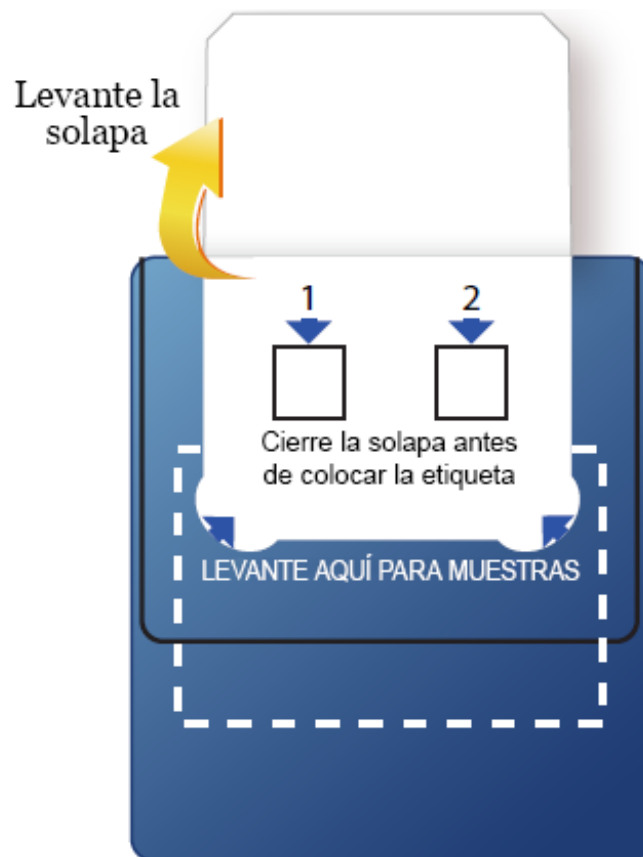 Levante la
solapa
1 2
Cierre la solapa antes
de colocar la etiqueta
LEVANTE AQUÍ PARA MUESTRAS